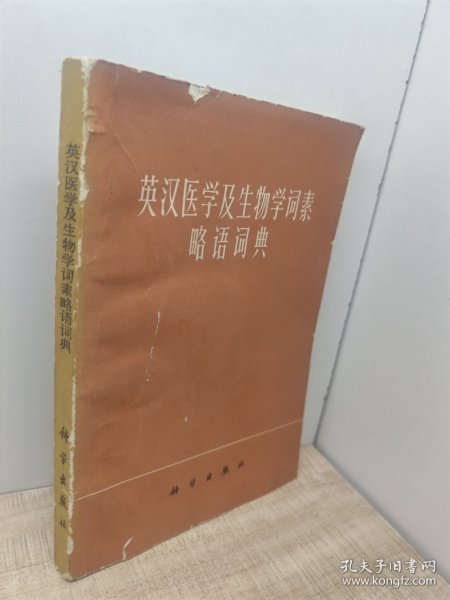 英汉医学及生物学词素
略语词典
科学出版社
英汉医学及生物学词素略语词典
科学出版社
孔夫子旧书网
www.kongfz.com